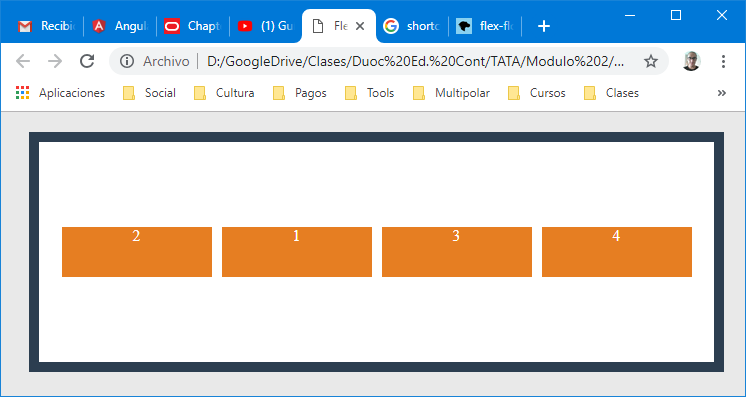 Recibi Angul Chapt (1) Gu Fle shortc flex-fl
Archivo D:/GoogleDrive/Clases/Duoc%20Ed.%20Cont/TATA/Modulo%202/...
Aplicaciones Social Cultura Pagos Tools Multipolar Cursos Clases »
2 1 3 4